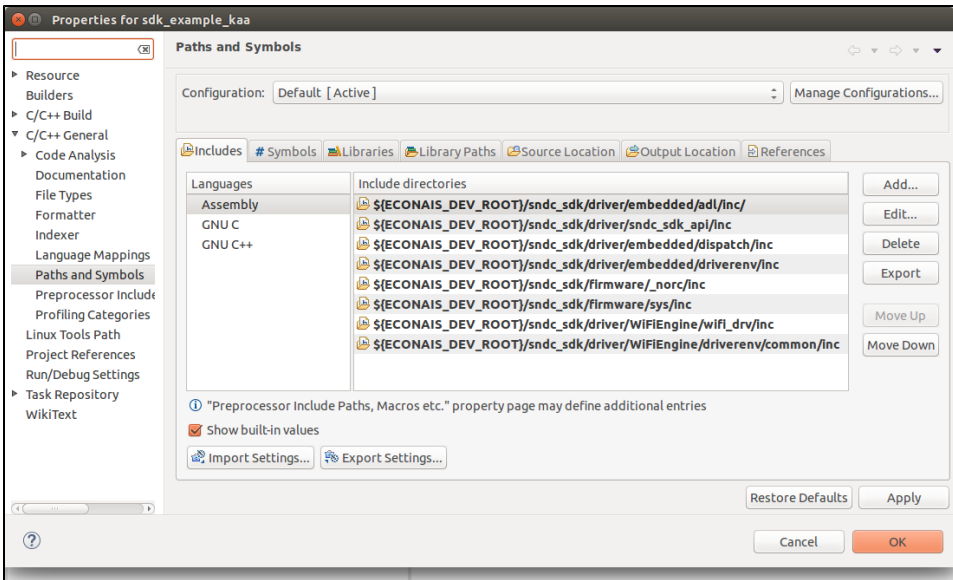 Properties for sdk_example_kaa
Paths and Symbols
Resource
Builders
C/C++ Build
C/C++ General
Code Analysis
Documentation
File Types
Formatter
Indexer
Language Mappings
Paths and Symbols
Preprocessor Include
Profiling Categories
Linux Tools Path
Project References
Run/Debug Settings
Task Repository
WikiText
Configuration: Default [ Active ] Manage Configurations...
Includes # Symbols Libraries Library Paths Source Location Output Location References
Languages
Assembly
GNU C
GNU C++
Include directories
${ECONAIS_DEV_ROOT}/sndc_sdk/driver/embedded/adl/inc/
${ECONAIS_DEV_ROOT}/sndc_sdk/driver/sndc_sdk_api/inc
${ECONAIS_DEV_ROOT}/sndc_sdk/driver/embedded/dispatch/inc
${ECONAIS_DEV_ROOT}/sndc_sdk/driver/embedded/driverenv/inc
${ECONAIS_DEV_ROOT}/sndc_sdk/firmware/_norc/inc
${ECONAIS_DEV_ROOT}/sndc_sdk/firmware/sys/inc
${ECONAIS_DEV_ROOT}/sndc_sdk/driver/WiFiEngine/wifi_drv/inc
${ECONAIS_DEV_ROOT}/sndc_sdk/driver/WiFiEngine/driverenv/common/inc
Add...
Edit...
Delete
Export
Move Up
Move Down
"Preprocessor Include Paths, Macros etc." property page may define additional entries
Show built-in values
Import Settings... Export Settings...
Restore Defaults Apply
Cancel OK